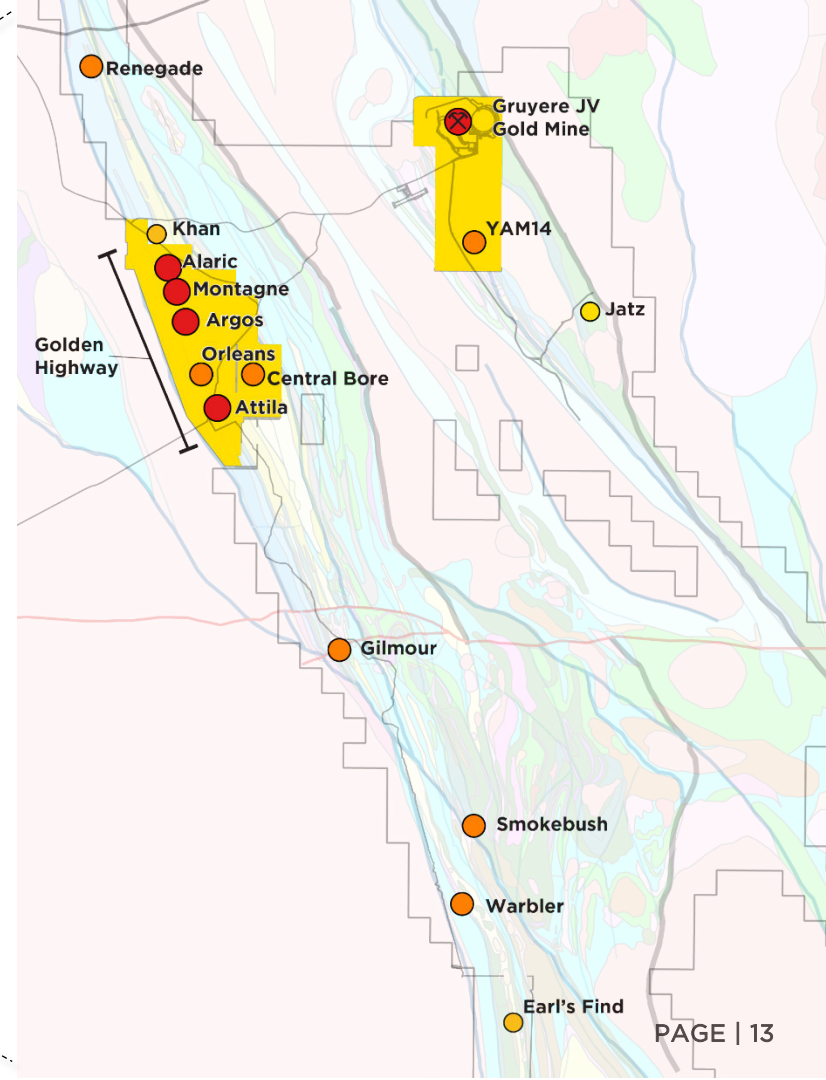 Renegade
Gruyere JV
Gold Mine
Khan
YAM14
Alaric
Montagne
Jatz
Argos
Golden
Highway
Orleans
Central Bore
Attila
Gilmour
Smokebush
Warbler
Earl's Find
PAGE | 13